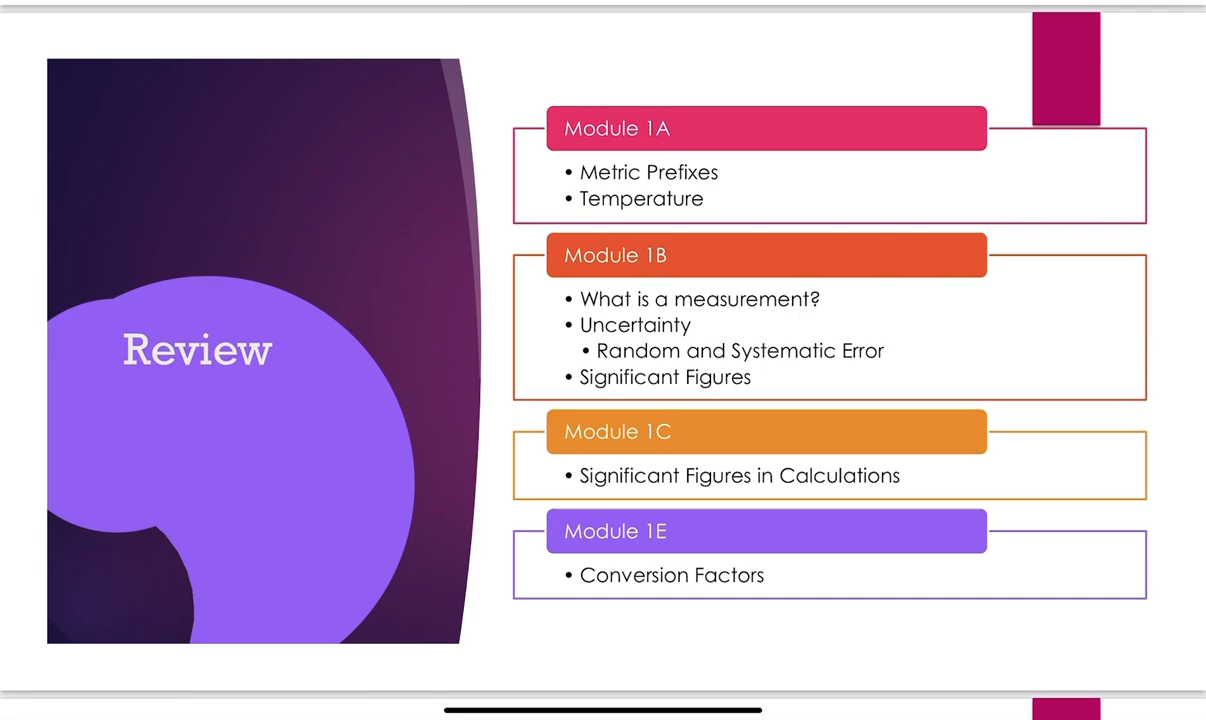 Review
Module 1A
• Metric Prefixes
• Temperature
Module 1B
• What is a measurement?
• Uncertainty
• Random and Systematic Error
• Significant Figures
Module 1C
• Significant Figures in Calculations
Module 1E
• Conversion Factors